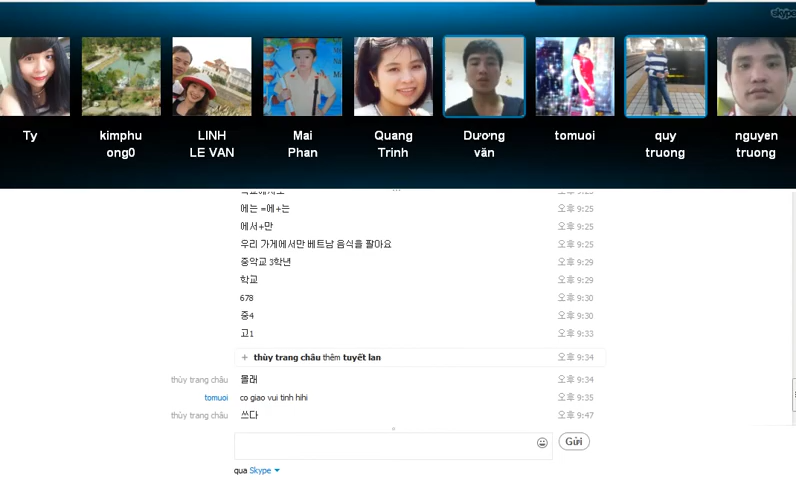 skype
Ty
kimphu
ong0
LINH
LE VAN
Mai
Phan
Quang
Trinh
Dương
văn
tomuoi
quy
truong
nguyen
truong
에는 =에+는 오후 9:25
에서+만 오후 9:25
우리 가게에서만 베트남 음식을 팔아요 오후 9:25
중악교 3학년 오후 9:29
학교 오후 9:29
678 오후 9:30
중4 오후 9:30
고1 오후 9:33
+ thùy trang châu thêm tuyết lan 오후 9:34
thùy trang châu 몰래 오후 9:34
tomuoi co giao vui tinh hihi 오후 9:35
thùy trang châu 쓰다 오후 9:47
Gửi
qua Skype